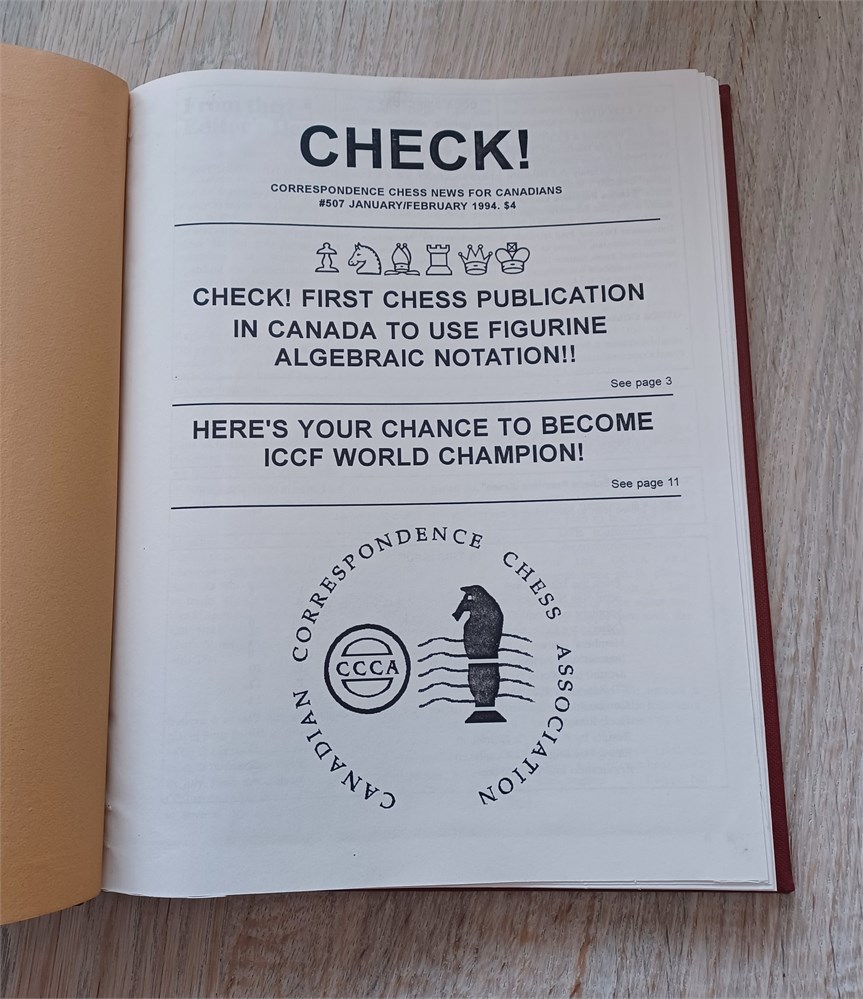 CHECK!
CORRESPONDENCE CHESS NEWS FOR CANADIANS
#507 JANUARY/FEBRUARY 1994. $4
CHECK! FIRST CHESS PUBLICATION
IN CANADA TO USE FIGURINE
ALGEBRAIC NOTATION!!
See page 3
HERE'S YOUR CHANCE TO BECOME
ICCF WORLD CHAMPION!
See page 11
CANADIAN CORRESPONDENCE CHESS ASSOCIATION
CCCA